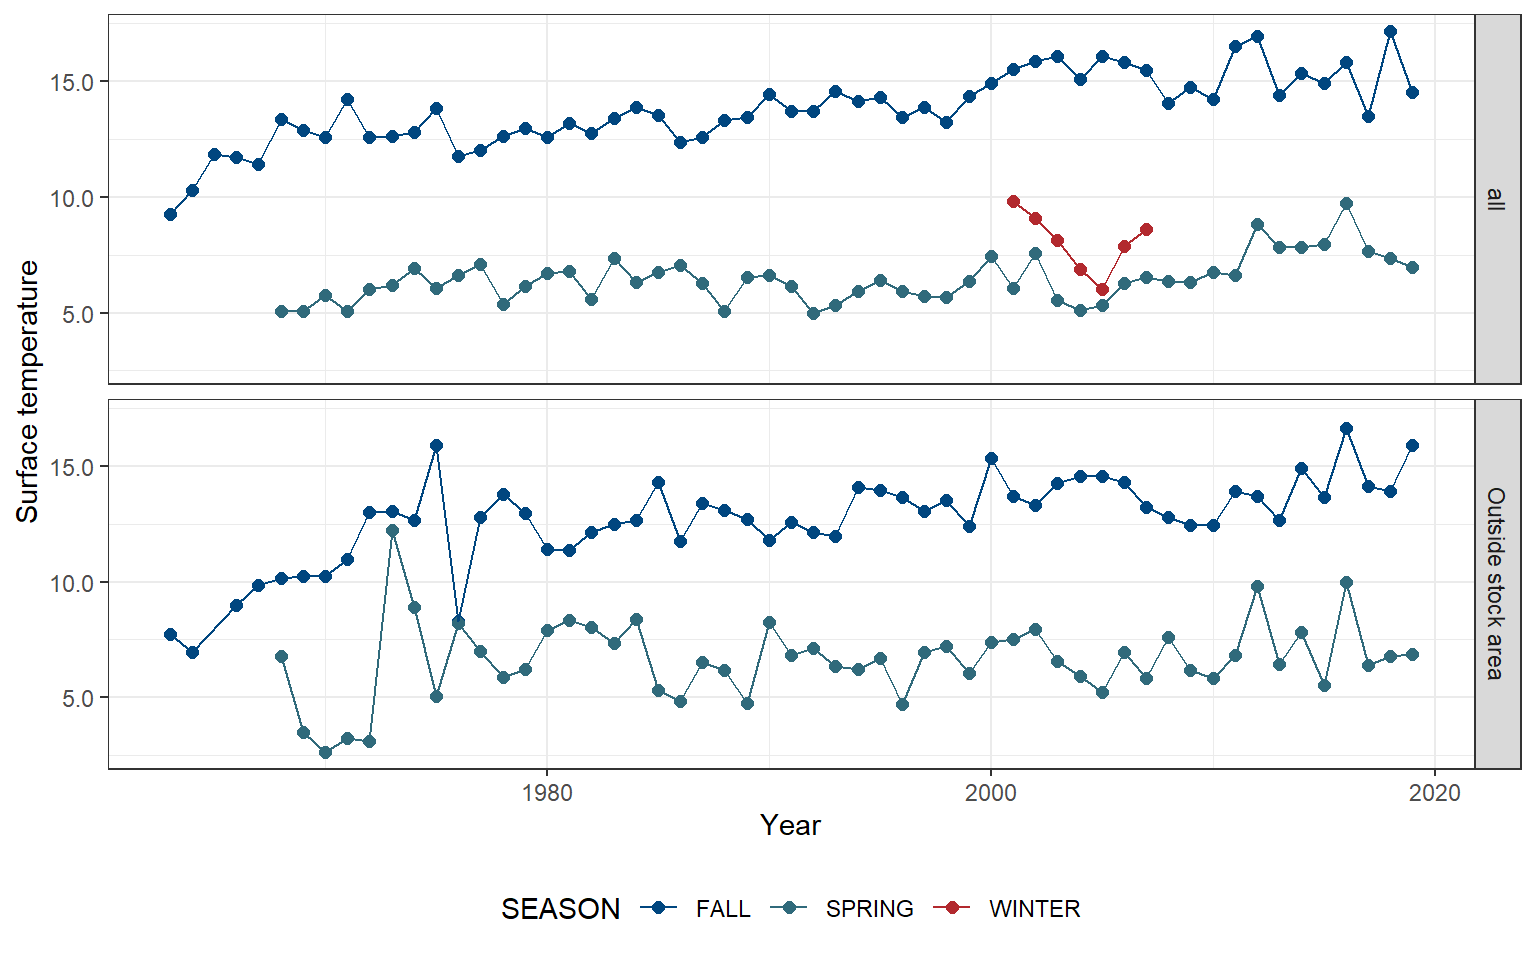 15.0
10.0
5.0
all
Surface temperature
15.0
10.0
5.0
Outside stock area
1980 2000 2020
Year
SEASON FALL SPRING WINTER